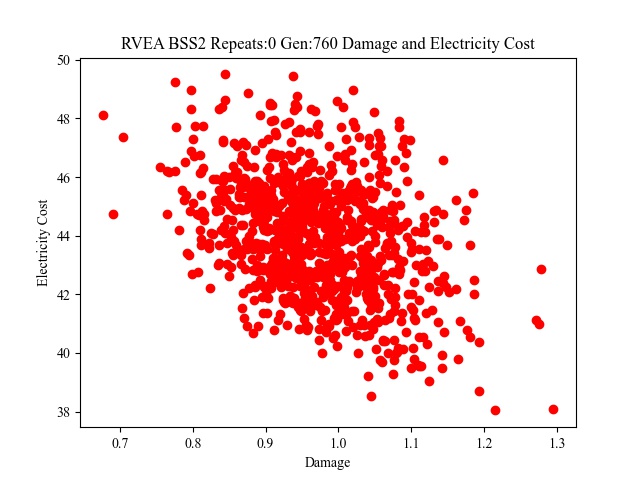 RVEA BSS2 Repeats:0 Gen:760 Damage and Electricity Cost
50
48
46
44
42
40
38
Electricity Cost
0.7 0.8 0.9 1.0 1.1 1.2 1.3
Damage